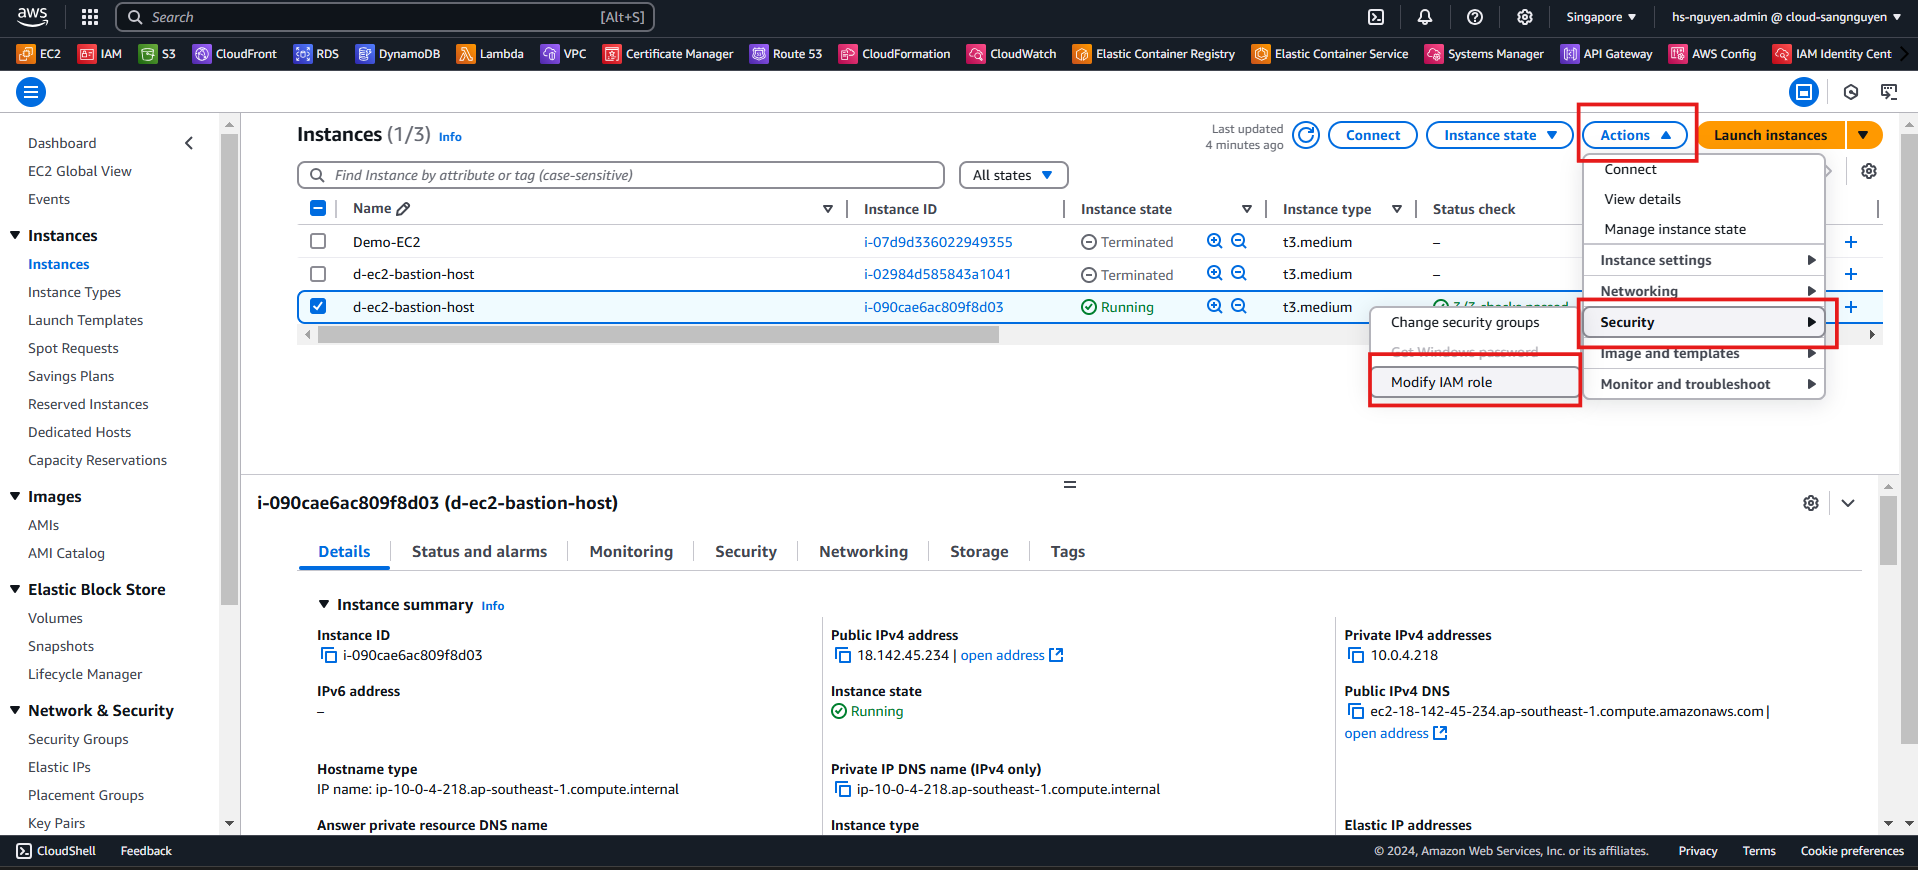 aws Search [Alt+S] Singapore hs-nguyen.admin @ cloud-sangnguyen
EC2 IAM S3 CloudFront RDS DynamoDB Lambda VPC Certificate Manager Route 53 CloudFormation CloudWatch Elastic Container Registry Elastic Container Service Systems Manager API Gateway AWS Config IAM Identity Cent
Dashboard
EC2 Global View
Events
Instances
Instances
Instance Types
Launch Templates
Spot Requests
Savings Plans
Reserved Instances
Dedicated Hosts
Capacity Reservations
Images
AMIs
AMI Catalog
Elastic Block Store
Volumes
Snapshots
Lifecycle Manager
Network & Security
Security Groups
Elastic IPs
Placement Groups
Key Pairs
Instances (1/3) Info
Last updated
4 minutes ago
Connect Instance state Actions Launch instances
Find Instance by attribute or tag (case-sensitive) All states
Name Instance ID Instance state Instance type Status check
Demo-EC2 i-07d9d336022949355 Terminated t3.medium –
d-ec2-bastion-host i-02984d585843a1041 Terminated t3.medium –
d-ec2-bastion-host i-090cae6ac809f8d03 Running t3.medium 3/3 checks passed
Connect
View details
Manage instance state
Instance settings
Networking
Security
Image and templates
Monitor and troubleshoot
Change security groups
Get Windows password
Modify IAM role
i-090cae6ac809f8d03 (d-ec2-bastion-host)
Details Status and alarms Monitoring Security Networking Storage Tags
Instance summary Info
Instance ID
i-090cae6ac809f8d03
Public IPv4 address
18.142.45.234 | open address
Private IPv4 addresses
10.0.4.218
IPv6 address
–
Instance state
Running
Public IPv4 DNS
ec2-18-142-45-234.ap-southeast-1.compute.amazonaws.com |
open address
Hostname type
IP name: ip-10-0-4-218.ap-southeast-1.compute.internal
Private IP DNS name (IPv4 only)
ip-10-0-4-218.ap-southeast-1.compute.internal
Answer private resource DNS name
Instance type
Elastic IP addresses
CloudShell Feedback © 2024, Amazon Web Services, Inc. or its affiliates. Privacy Terms Cookie preferences